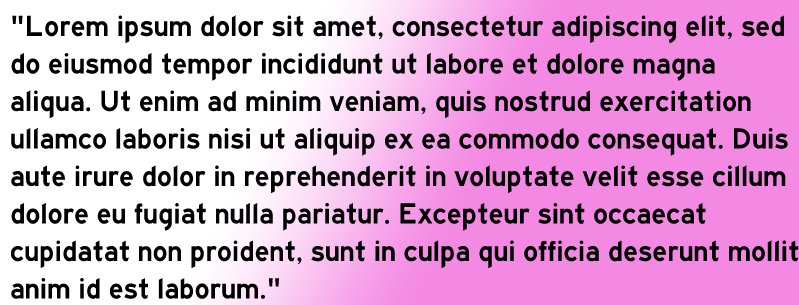 "Lorem ipsum dolor sit amet, consectetur adipiscing elit, sed
do eiusmod tempor incididunt ut labore et dolore magna
aliqua. Ut enim ad minim veniam, quis nostrud exercitation
ullamco laboris nisi ut aliquip ex ea commodo consequat. Duis
aute irure dolor in reprehenderit in voluptate velit esse cillum
dolore eu fugiat nulla pariatur. Excepteur sint occaecat
cupidatat non proident, sunt in culpa qui officia deserunt mollit
anim id est laborum."